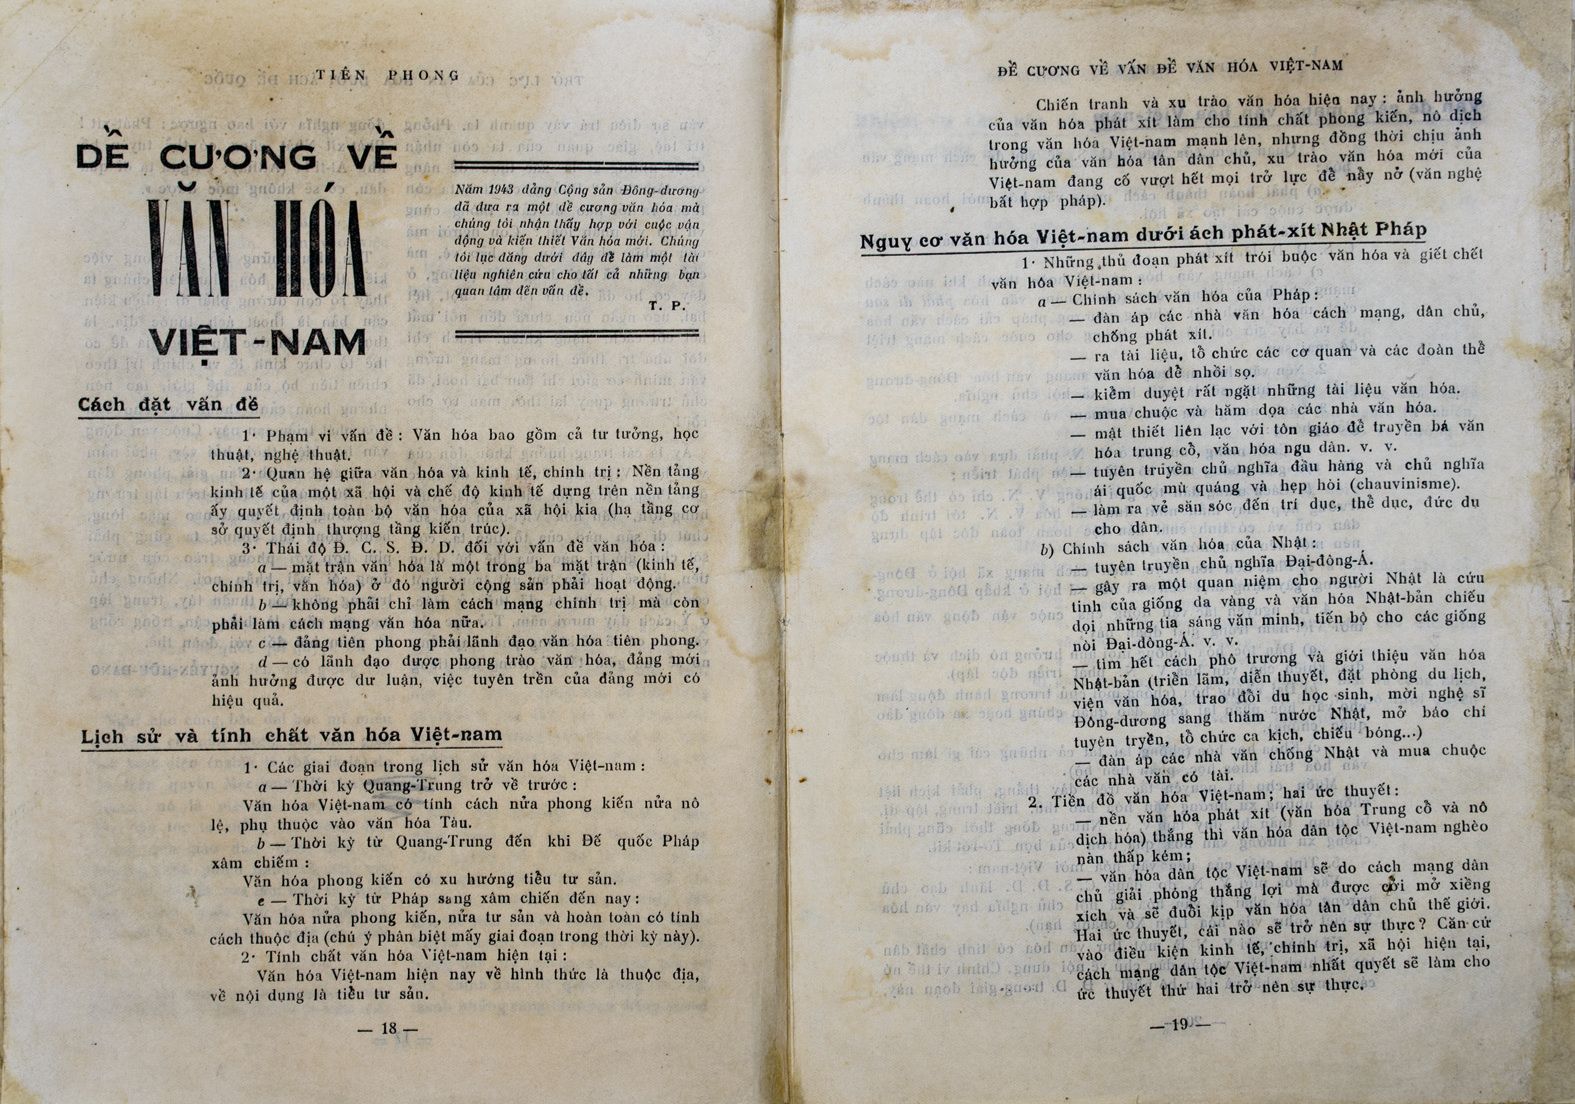 TIÊN PHONG
ĐỀ CƯƠNG VỀ
VĂN HÓA
VIỆT-NAM
Năm 1943 đảng Cộng sản Đông-dương
đã đưa ra một đề cương văn hóa mà
chúng tôi nhận thấy hợp với cuộc vận
động và kiến thiết Văn hóa mới. Chúng
tôi lục đăng dưới đây để làm một tài
liệu nghiên cứu cho tất cả những bạn
quan tâm đến vấn đề.
T. P.
Cách đặt vấn đề
1· Phạm vi vấn đề : Văn hóa bao gồm cả tư tưởng, học
thuật, nghệ thuật.
2· Quan hệ giữa văn hóa và kinh tế, chính trị : Nền tảng
kinh tế của một xã hội và chế độ kinh tế dựng trên nền tảng
ấy quyết định toàn bộ văn hóa của xã hội kia (hạ tầng cơ
sở quyết định thượng tầng kiến trúc).
3· Thái độ Đ. C. S. Đ. D. đối với vấn đề văn hóa :
a — mặt trận văn hóa là một trong ba mặt trận (kinh tế,
chính trị, văn hóa) ở đó người cộng sản phải hoạt động.
b — không phải chỉ làm cách mạng chính trị mà còn
phải làm cách mạng văn hóa nữa.
c — đảng tiên phong phải lãnh đạo văn hóa tiên phong.
d — có lãnh đạo được phong trào văn hóa, đảng mới
ảnh hưởng được dư luận, việc tuyên trền của đảng mới có
hiệu quả.
Lịch sử và tính chất văn hóa Việt-nam
1· Các giai đoạn trong lịch sử văn hóa Việt-nam :
a — Thời kỳ Quang-Trung trở về trước :
Văn hóa Việt-nam có tính cách nửa phong kiến nửa nô
lệ, phụ thuộc vào văn hóa Tàu.
b — Thời kỳ từ Quang-Trung đến khi Đế quốc Pháp
xâm chiếm :
Văn hóa phong kiến có xu hướng tiểu tư sản.
c — Thời kỳ từ Pháp sang xâm chiến đến nay :
Văn hóa nửa phong kiến, nửa tư sản và hoàn toàn có tính
cách thuộc địa (chú ý phân biệt mấy giai đoạn trong thời kỳ này).
2· Tính chất văn hóa Việt-nam hiện tại :
Văn hóa Việt-nam hiện nay về hình thức là thuộc địa,
về nội dung là tiểu tư sản.
— 18 —
ĐỀ CƯƠNG VỀ VẤN ĐỀ VĂN HÓA VIỆT-NAM
Chiến tranh và xu trào văn hóa hiện nay : ảnh hưởng
của văn hóa phát xít làm cho tính chất phong kiến, nô dịch
trong văn hóa Việt-nam mạnh lên, nhưng đồng thời chịu ảnh
hưởng của văn hóa tân dân chủ, xu trào văn hóa mới của
Việt-nam đang cố vượt hết mọi trở lực để nẩy nở (văn nghệ
bất hợp pháp).
Nguy cơ văn hóa Việt-nam dưới ách phát-xít Nhật Pháp
1· Những thủ đoạn phát xít trói buộc văn hóa và giết chết
văn hóa Việt-nam :
a — Chính sách văn hóa của Pháp :
— đàn áp các nhà văn hóa cách mạng, dân chủ,
chống phát xít.
— ra tài liệu, tổ chức các cơ quan và các đoàn thể
văn hóa để nhồi sọ.
— kiểm duyệt rất ngặt những tài liệu văn hóa.
— mua chuộc và hăm dọa các nhà văn hóa.
— mật thiết liên lạc với tôn giáo để truyền bá văn
hóa trung cổ, văn hóa ngu dân. v. v.
— tuyên truyền chủ nghĩa đầu hàng và chủ nghĩa
ái quốc mù quáng và hẹp hòi (chauvinisme).
— làm ra vẻ săn sóc đến trí dục, thể dục, đức dụ
cho dân.
b) Chính sách văn hóa của Nhật :
— tuyên truyền chủ nghĩa Đại-đông-Á.
— gây ra một quan niệm cho người Nhật là cứu
tinh của giống da vàng và văn hóa Nhật-bản chiếu
dọi những tia sáng văn minh, tiến bộ cho các giống
nòi Đại-đông-Á. v. v.
— tìm hết cách phô trương và giới thiệu văn hóa
Nhật-bản (triển lãm, diễn thuyết, đặt phòng du lịch,
viện văn hóa, trao đổi du học sinh, mời nghệ sĩ
Đông-dương sang thăm nước Nhật, mở báo chí
tuyên tryền, tổ chức ca kịch, chiếu bóng...)
— đàn áp các nhà văn chống Nhật và mua chuộc
các nhà văn có tài.
2. Tiền đồ văn hóa Việt-nam ; hai ức thuyết :
— nền văn hóa phát xít (văn hóa Trung cổ và nô
dịch hóa) thắng thì văn hóa dân tộc Việt-nam nghèo
nàn thấp kém ;
— văn hóa dân tộc Việt-nam sẽ do cách mạng dân
chủ giải phóng thắng lợi mà được cởi mở xiềng
xích và sẽ đuổi kịp văn hóa tân dân chủ thế giới.
Hai ức thuyết, cái nào sẽ trở nên sự thực? Căn cứ
vào điều kiện kinh tế, chính trị, xã hội hiện tại,
cách mạng dân tộc Việt-nam nhất quyết sẽ làm cho
ức thuyết thứ hai trở nên sự thực.
— 19 —